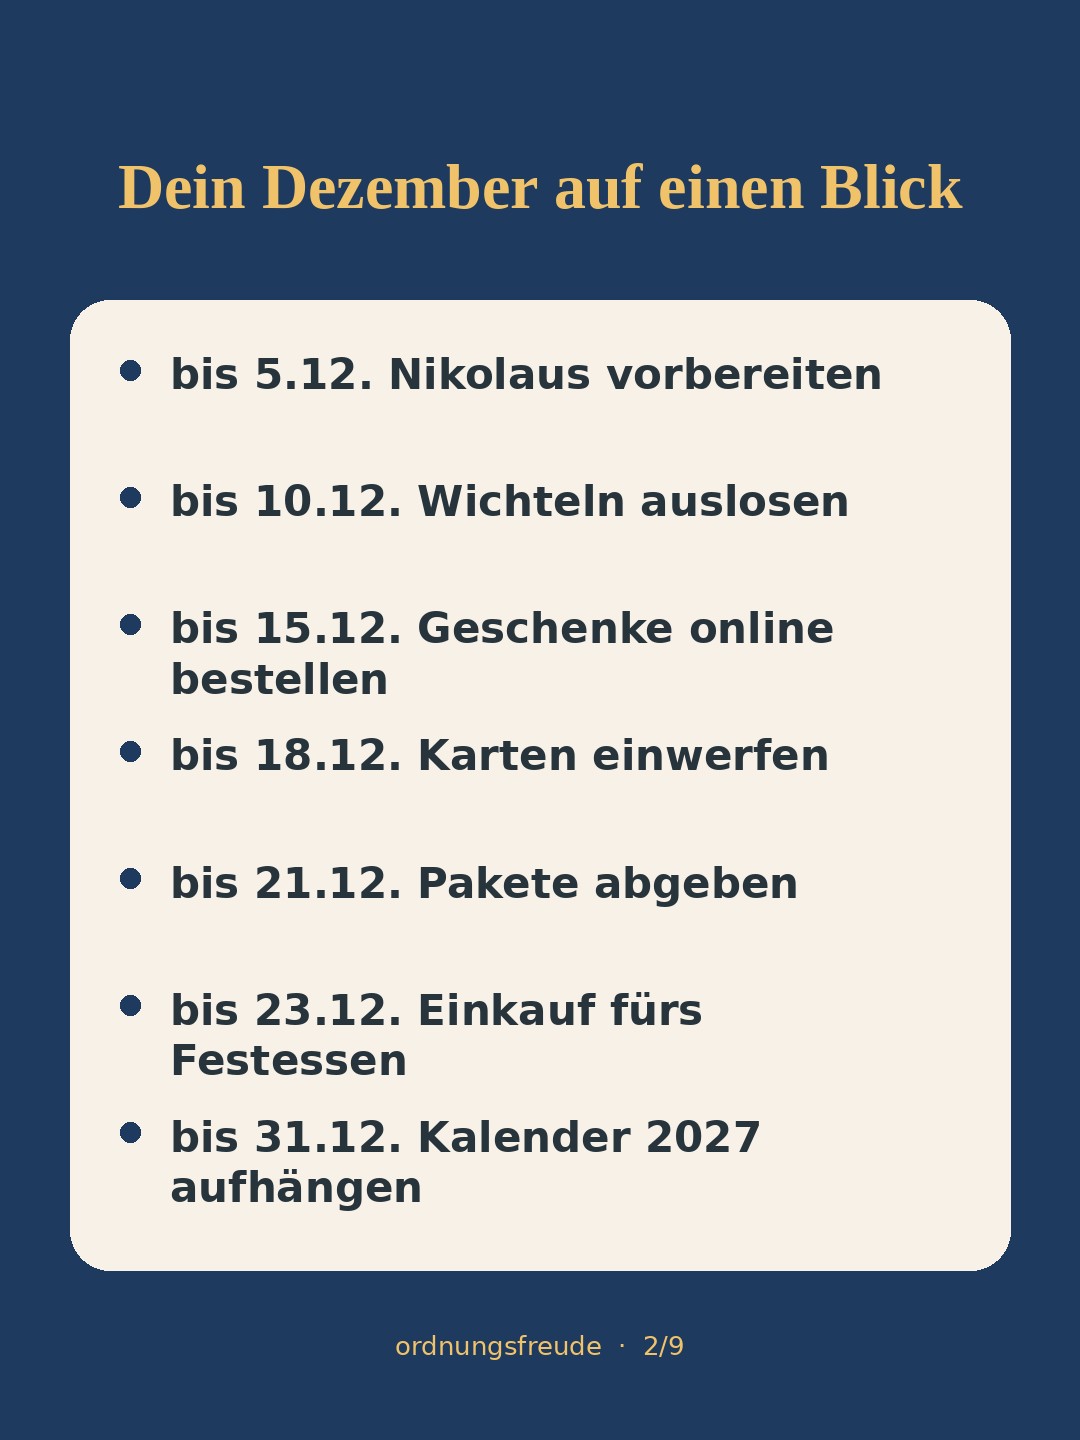 Dein Dezember auf einen Blick
bis 5.12. Nikolaus vorbereiten
bis 10.12. Wichteln auslosen
bis 15.12. Geschenke online
bestellen
bis 18.12. Karten einwerfen
bis 21.12. Pakete abgeben
bis 23.12. Einkauf fürs
Festessen
bis 31.12. Kalender 2027
aufhängen
ordnungsfreude · 2/9